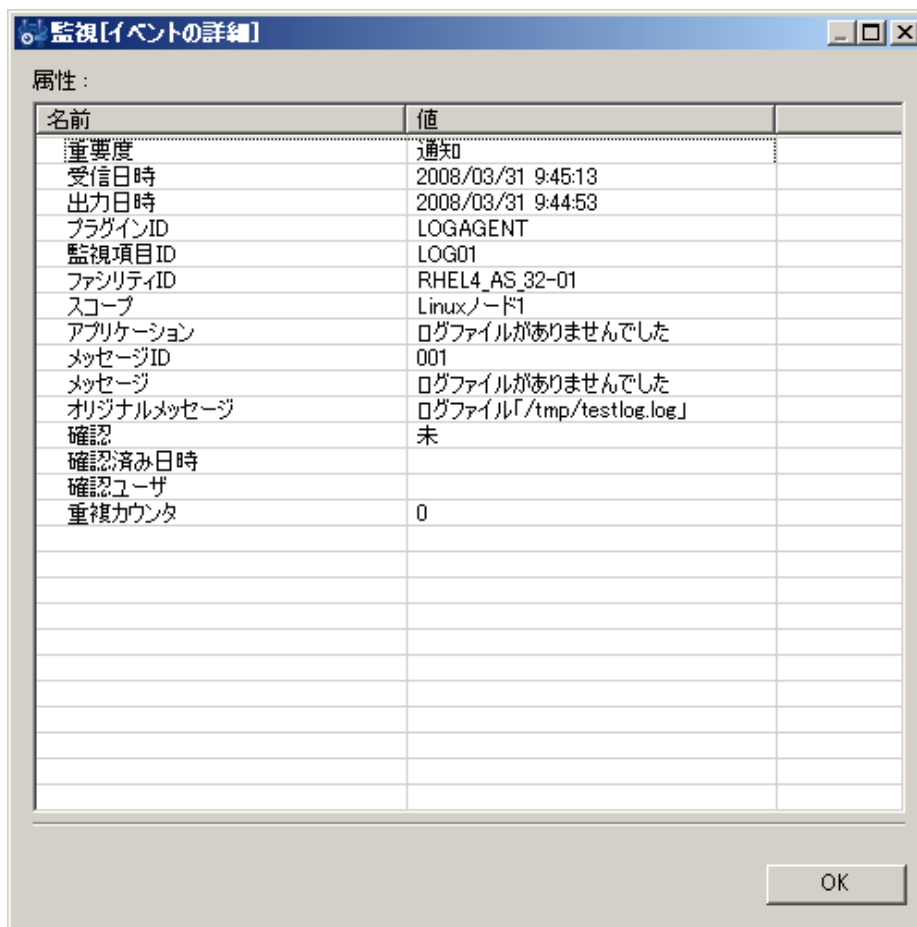 監視[イベントの詳細]
属性：
名前 値
重要度 通知
受信日時 2008/03/31 9:45:13
出力日時 2008/03/31 9:44:53
プラグインID LOGAGENT
監視項目ID LOG01
ファシリティID RHEL4_AS_32-01
スコープ Linuxノード1
アプリケーション ログファイルがありませんでした
メッセージID 001
メッセージ ログファイルがありませんでした
オリジナルメッセージ ログファイル「/tmp/testlog.log」
確認 未
確認済み日時
確認ユーザ
重複カウンタ 0
OK